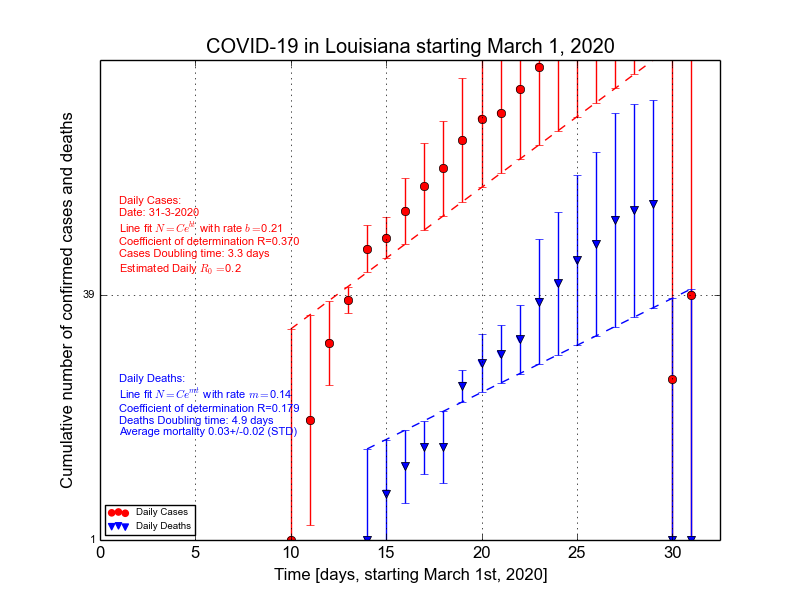 COVID-19 in Louisiana starting March 1, 2020
Cumulative number of confirmed cases and deaths
Daily Cases:
Date: 31-3-2020
Line fit N = Ce^{bt}: with rate b = 0.21
Coefficient of determination R=0.370
Cases Doubling time: 3.3 days
Estimated Daily R_0 = 0.2
39
Daily Deaths:
Line fit N = Ce^{mt}: with rate m = 0.14
Coefficient of determination R=0.179
Deaths Doubling time: 4.9 days
Average mortality 0.03+/-0.02 (STD)
Daily Cases
Daily Deaths
1
0 5 10 15 20 25 30
Time [days, starting March 1st, 2020]